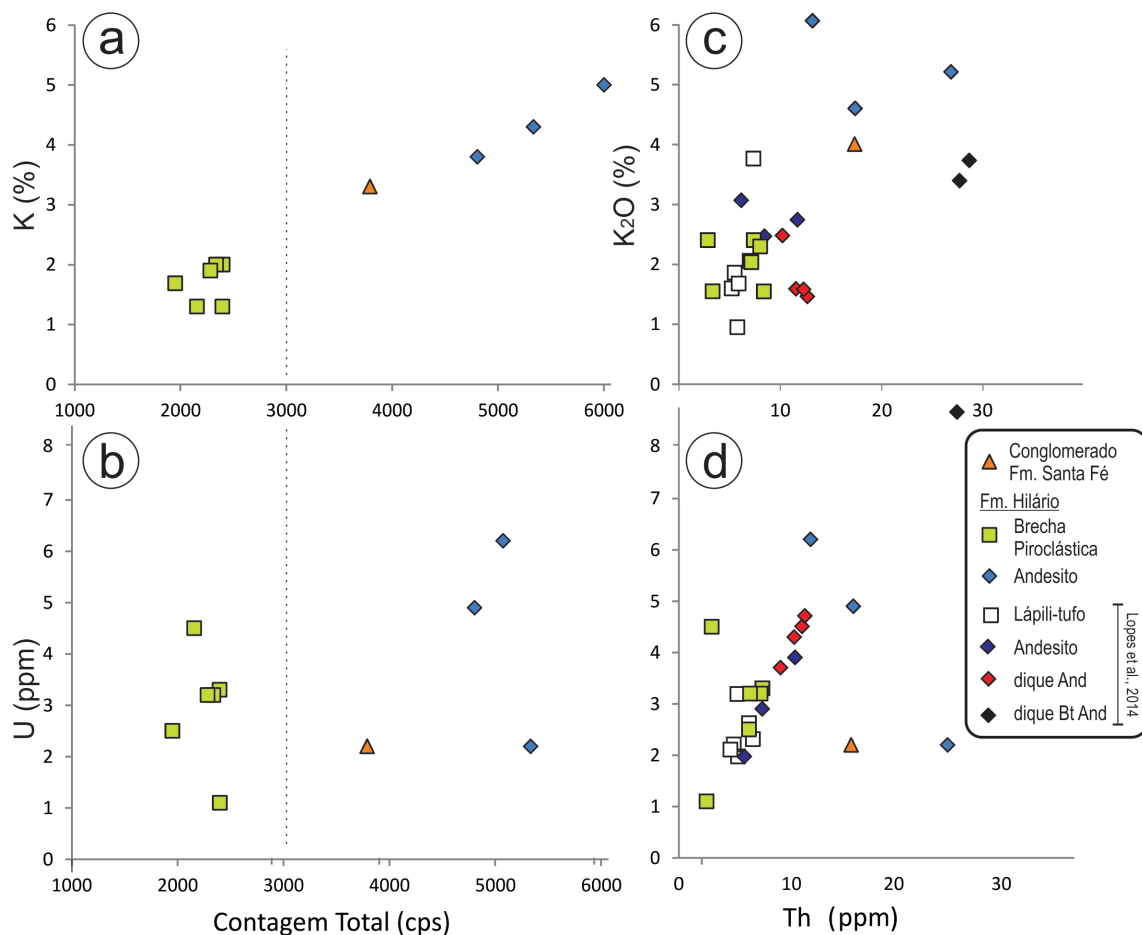 a
6
5
4
3
2
1
0
K (%)
1000 2000 3000 4000 5000 6000
c
6
5
4
3
2
1
0
K2O (%)
10 20 30
b
8
7
6
5
4
3
2
1
0
U (ppm)
1000 2000 3000 4000 5000 6000
Contagem Total (cps)
d
8
7
6
5
4
3
2
1
0
0 10 20 30
Th (ppm)
Conglomerado
Fm. Santa Fé
Fm. Hilário
Brecha
Piroclástica
Andesito
Lápili-tufo
Andesito
dique And
dique Bt And
Lopes et al., 2014